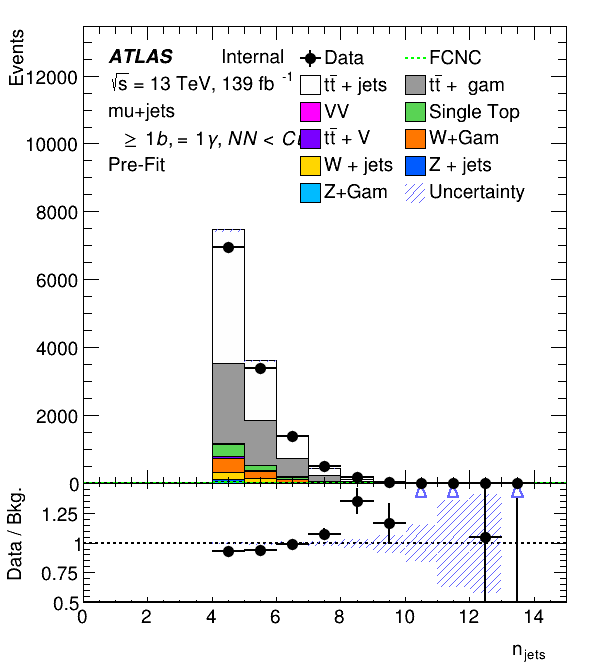 Events
12000
10000
8000
6000
4000
2000
0
ATLAS Internal
√s = 13 TeV, 139 fb -1
mu+jets
≥ 1b, = 1γ, NN <
Pre-Fit
Data
FCNC
tt̄ + jets
tt̄ + gam
VV
Single Top
tt̄ + V
W+Gam
W + jets
Z + jets
Z+Gam
Uncertainty
Data / Bkg.
1.25
1
0.75
0.5
0 2 4 6 8 10 12 14
n jets